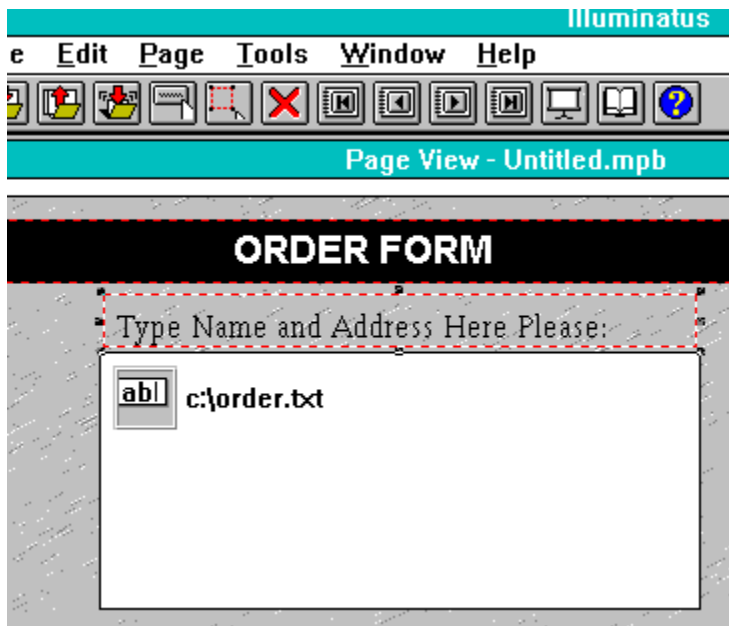 Illuminatus
e Edit Page Tools Window Help
?
Page View - Untitled.mpb
ORDER FORM
Type Name and Address Here Please:
abl c:\order.txt